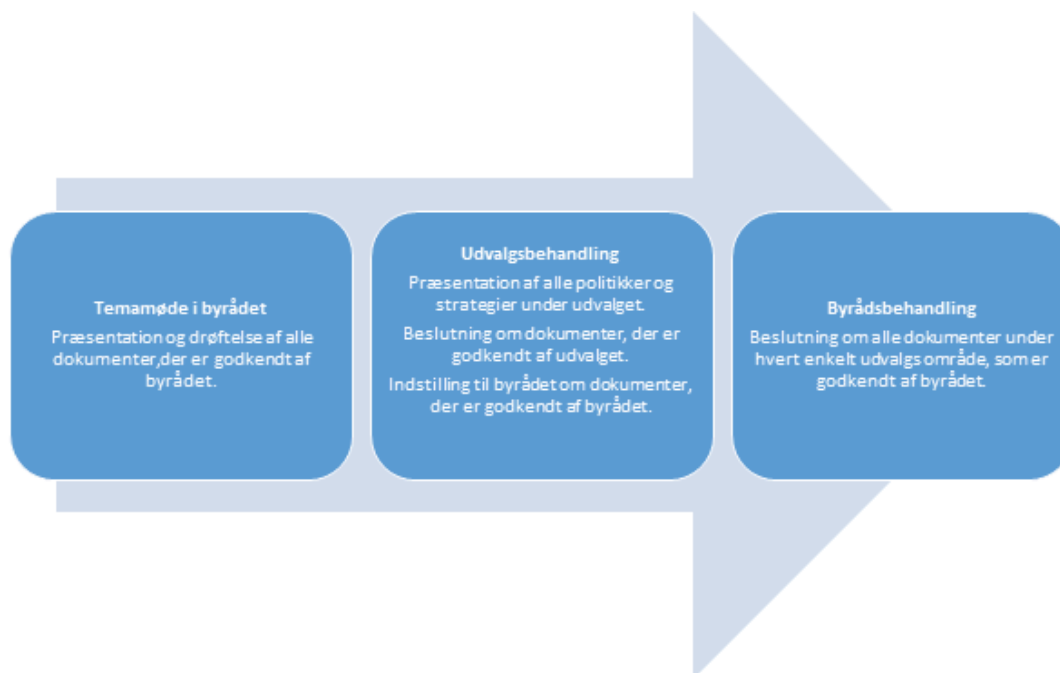 Temamøde i byrådet
Præsentation og drøftelse af alle
dokumenter,der er godkendt af
byrådet.
Udvalgsbehandling
Præsentation af alle politikker og
strategier under udvalget.
Beslutning om dokumenter, der er
godkendt af udvalget.
Indstilling til byrådet om dokumenter,
der er godkendt af byrådet.
Byrådsbehandling
Beslutning om alle dokumenter under
hvert enkelt udvalgsområde, som er
godkendt af byrådet.